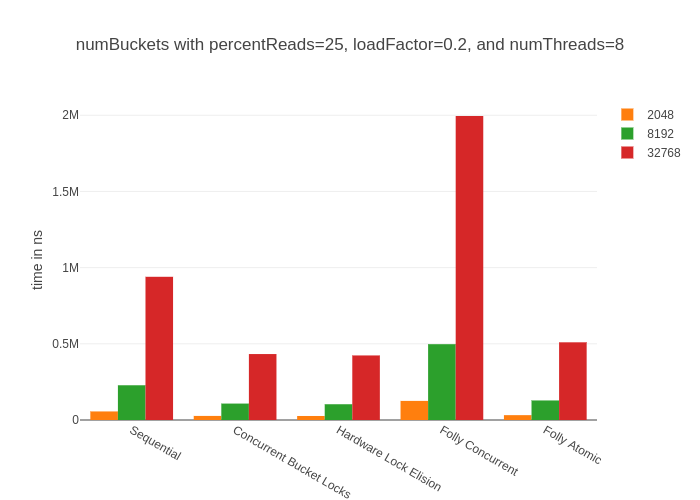 numBuckets with percentReads=25, loadFactor=0.2, and numThreads=8
2048
8192
32768
time in ns
2M
1.5M
1M
0.5M
0
Sequential
Concurrent Bucket Locks
Hardware Lock Elision
Folly Concurrent
Folly Atomic